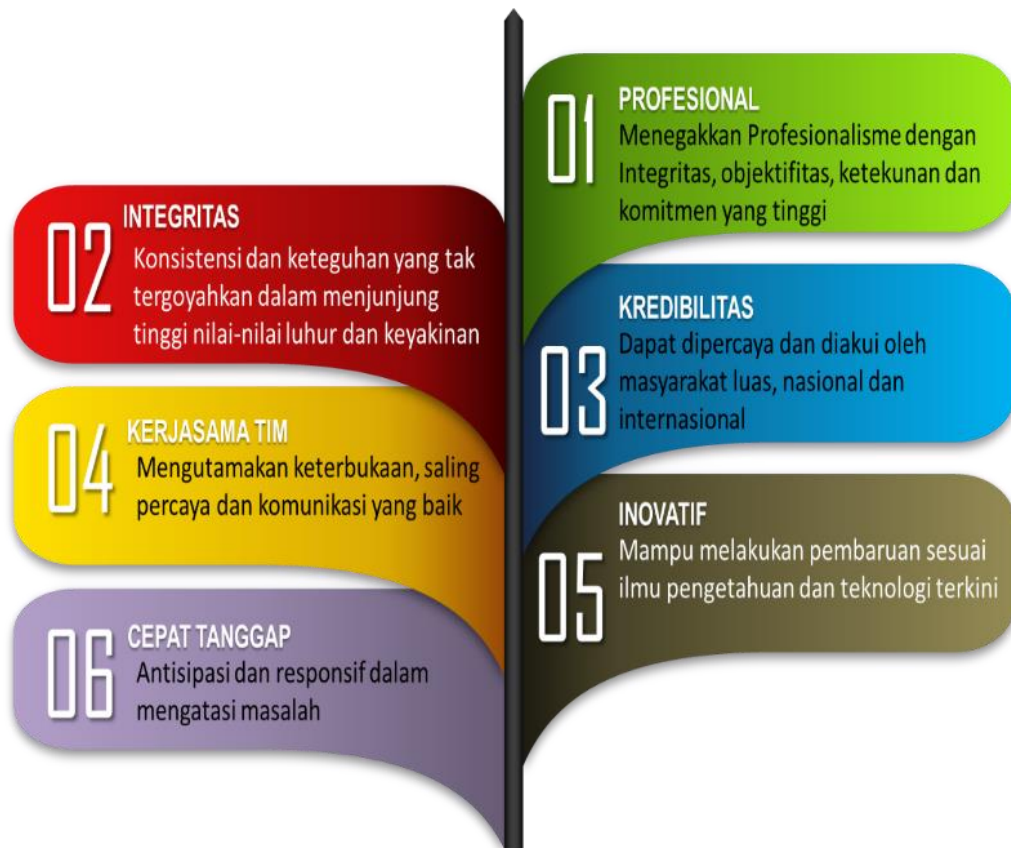 01
PROFESIONAL
Menegakkan Profesionalisme dengan
Integritas, objektifitas, ketekunan dan
komitmen yang tinggi
02
INTEGRITAS
Konsistensi dan keteguhan yang tak
tergoyahkan dalam menjunjung
tinggi nilai-nilai luhur dan keyakinan
03
KREDIBILITAS
Dapat dipercaya dan diakui oleh
masyarakat luas, nasional dan
internasional
04
KERJASAMA TIM
Mengutamakan keterbukaan, saling
percaya dan komunikasi yang baik
05
INOVATIF
Mampu melakukan pembaruan sesuai
ilmu pengetahuan dan teknologi terkini
06
CEPAT TANGGAP
Antisipasi dan responsif dalam
mengatasi masalah